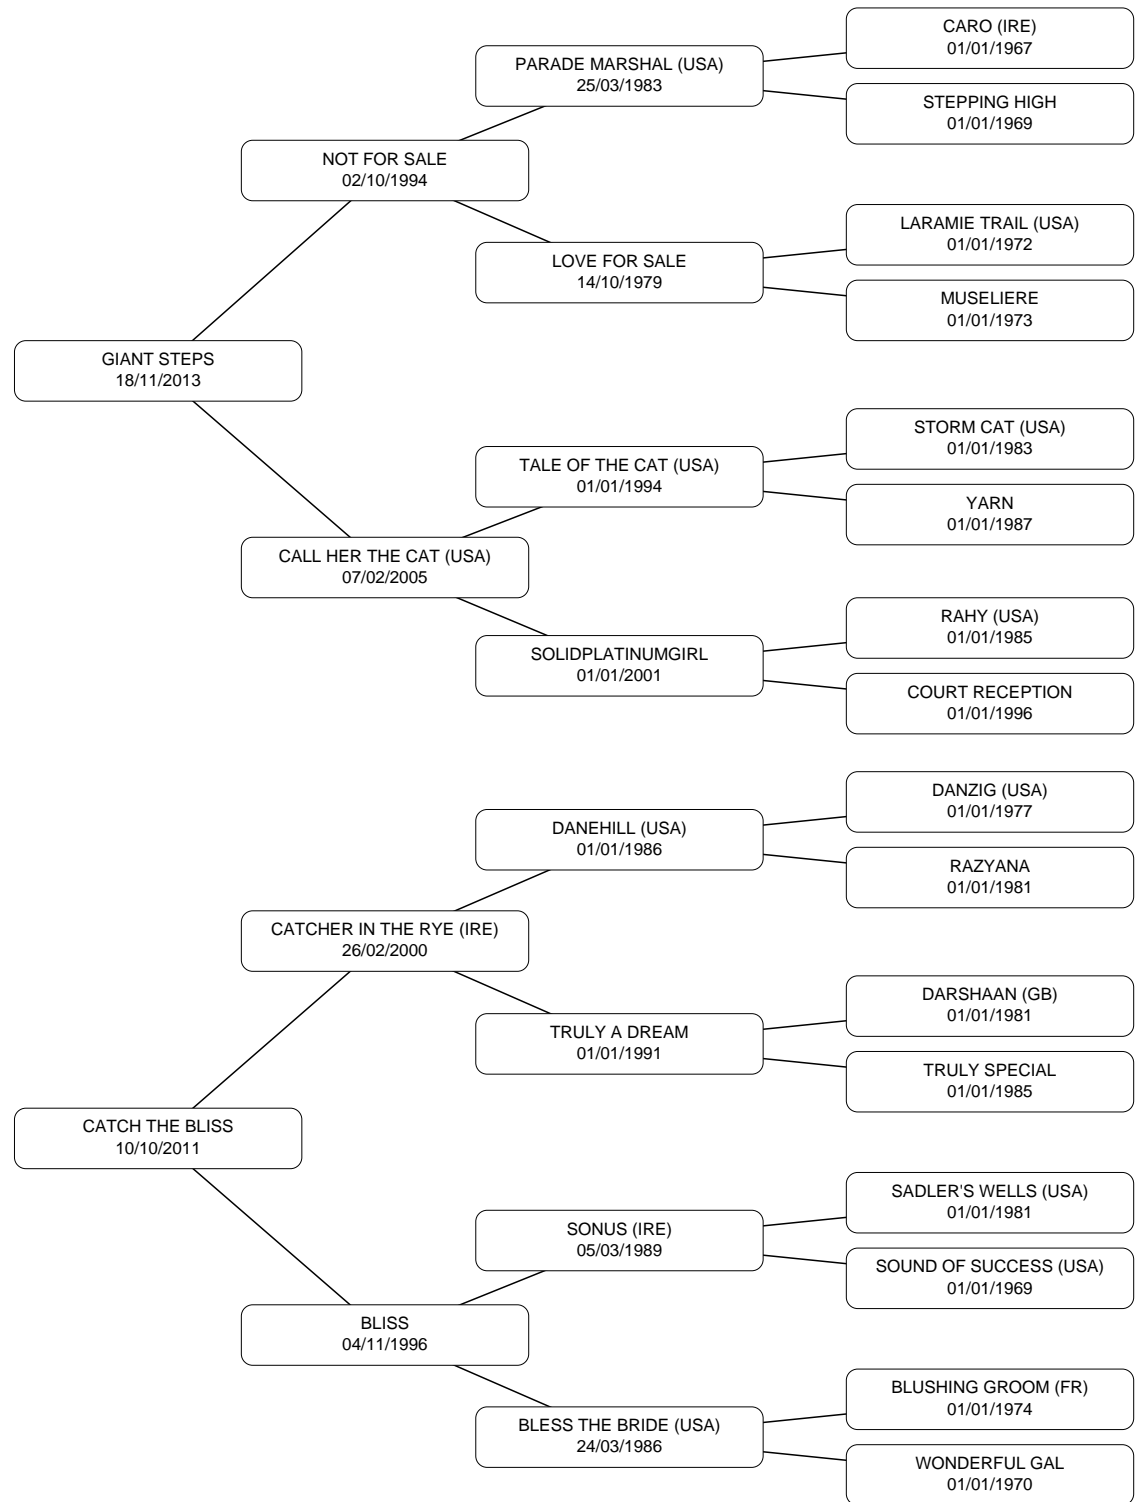 CARO (IRE)
01/01/1967
PARADE MARSHAL (USA)
25/03/1983
STEPPING HIGH
01/01/1969
NOT FOR SALE
02/10/1994
LARAMIE TRAIL (USA)
01/01/1972
LOVE FOR SALE
14/10/1979
MUSELIERE
01/01/1973
GIANT STEPS
18/11/2013
STORM CAT (USA)
01/01/1983
TALE OF THE CAT (USA)
01/01/1994
YARN
01/01/1987
CALL HER THE CAT (USA)
07/02/2005
RAHY (USA)
01/01/1985
SOLIDPLATINUMGIRL
01/01/2001
COURT RECEPTION
01/01/1996
DANZIG (USA)
01/01/1977
DANEHILL (USA)
01/01/1986
RAZYANA
01/01/1981
CATCHER IN THE RYE (IRE)
26/02/2000
DARSHAAN (GB)
01/01/1981
TRULY A DREAM
01/01/1991
TRULY SPECIAL
01/01/1985
CATCH THE BLISS
10/10/2011
SADLER'S WELLS (USA)
01/01/1981
SONUS (IRE)
05/03/1989
SOUND OF SUCCESS (USA)
01/01/1969
BLISS
04/11/1996
BLUSHING GROOM (FR)
01/01/1974
BLESS THE BRIDE (USA)
24/03/1986
WONDERFUL GAL
01/01/1970